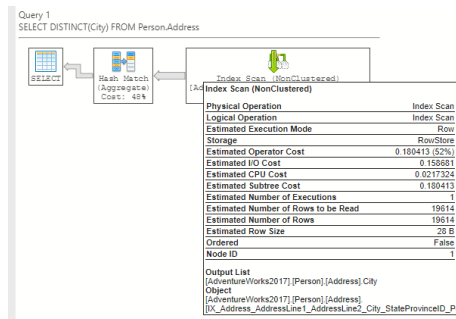 Query 1
SELECT DISTINCT(City) FROM Person.Address
SELECT
Hash Match
(Aggregate)
Cost: 48%
Index Scan (NonClustered)
[Ad
Index Scan (NonClustered)
Physical Operation Index Scan
Logical Operation Index Scan
Estimated Execution Mode Row
Storage RowStore
Estimated Operator Cost 0.180413 (52%)
Estimated I/O Cost 0.158681
Estimated CPU Cost 0.0217324
Estimated Subtree Cost 0.180413
Estimated Number of Executions 1
Estimated Number of Rows to be Read 19614
Estimated Number of Rows 19614
Estimated Row Size 28 B
Ordered False
Node ID 1
Output List
[AdventureWorks2017].[Person].[Address].City
Object
[AdventureWorks2017].[Person].[Address].
[IX_Address_AddressLine1_AddressLine2_City_StateProvinceID_P